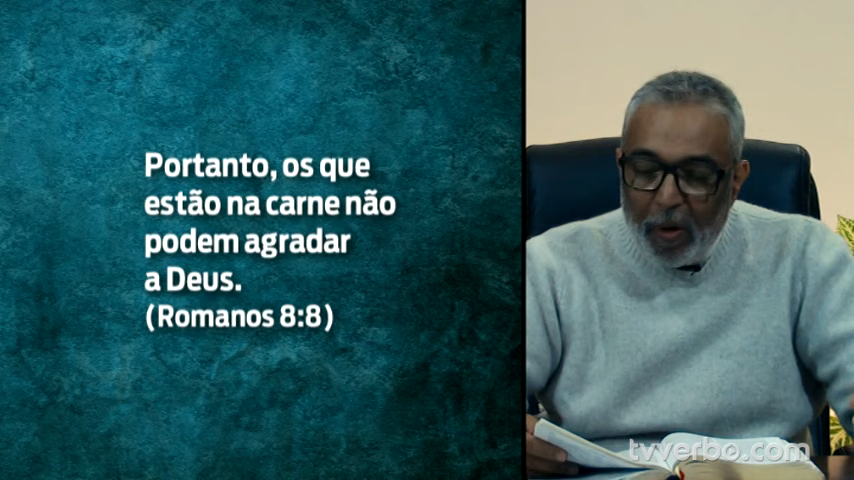 Portanto, os que
estão na carne não
podem agradar
a Deus.
(Romanos 8:8)
tvverbo.com